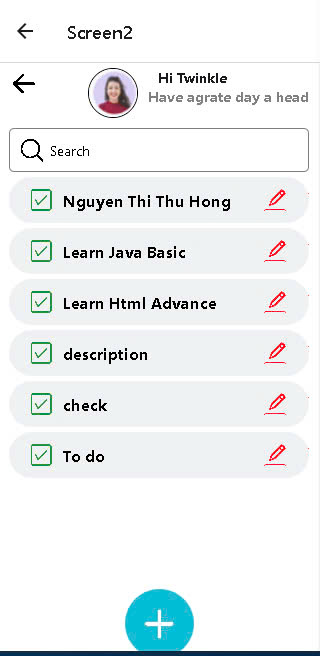 Screen2
Hi Twinkle
Have agrate day a head
Search
Nguyen Thi Thu Hong
Learn Java Basic
Learn Html Advance
description
check
To do